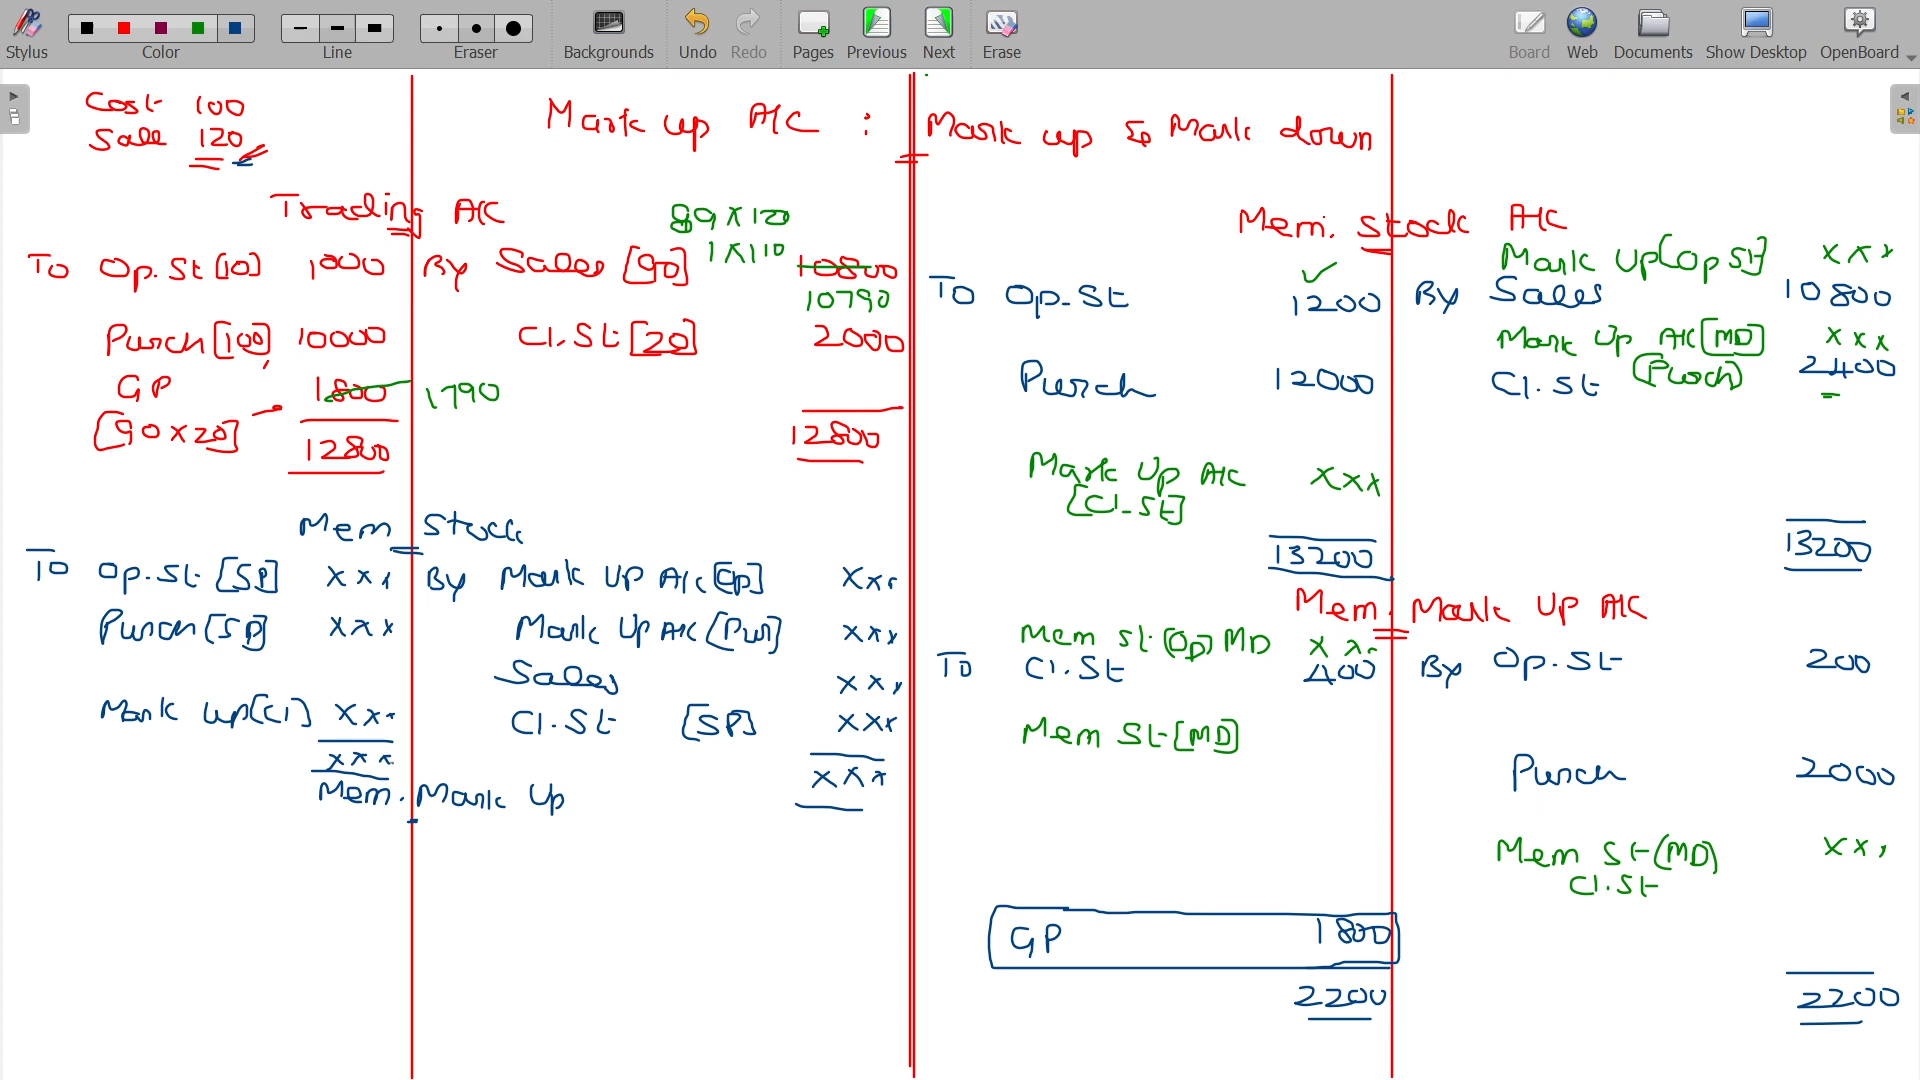 Stylus Color Line Eraser Backgrounds Undo Redo Pages Previous Next Erase Board Web Documents Show Desktop OpenBoard
Cost 100
Sale 120
Mark up A/C : Mark up & Mark down
Trading A/C
89 X 120
1 X 110
To Op.St [10] 1000 By Sales [90] 10800
10790
Purch [100] 10000 Cl.St [20] 2000
GP 1800 1790
[90 X 20]
12800 12800
Mem Stock
To Op.St [SP] xxx By Mark UP A/C [Op] xxx
Purch [SP] xxx Mark Up A/C [Pur] xxx
Sales xxx
Mark up [Cl] xxx Cl.St [SP] xxx
xxx xxx
Mem. Mark Up
Mem. Stock A/C
Mark Up [Op St] xxx
To Op.St 1200 By Sales 10800
Mark Up A/C [MD] xxx
(Purch)
Purch 12000 Cl.St 2400
Mark Up A/C xxx
[Cl.St]
13200 13200
Mem. Mark Up A/C
Mem St (Op) MD xxx
To Cl.St 400 By Op.St 200
Mem St [MD]
Purch 2000
Mem St (MD) xxx
Cl.St
GP 1800
2200 2200